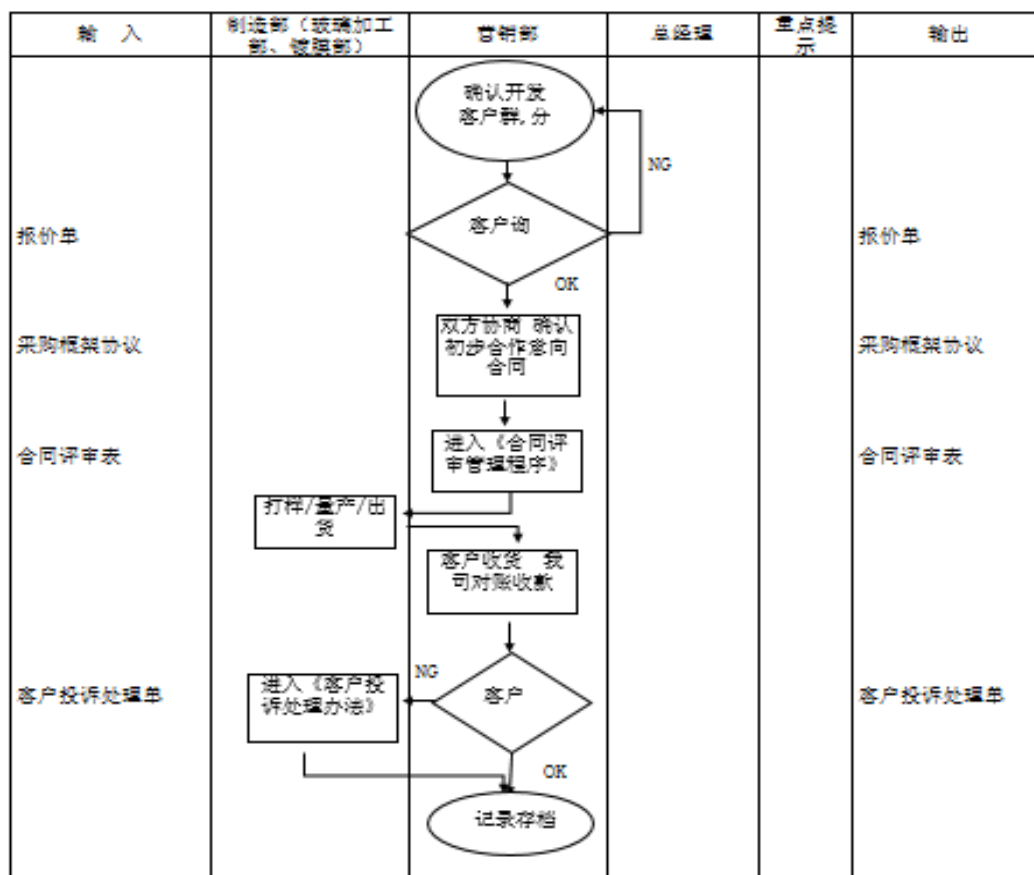 输 入
制造部（玻璃加工
部、镀膜部）
营销部
总经理
重点提
示
输出
确认开发
客户群,分
NG
客户询
报价单
报价单
OK
双方协商 确认
初步合作意向
合同
采购框架协议
采购框架协议
进入《合同评
审管理程序》
合同评审表
合同评审表
打样/量产/出
货
客户收货 我
司对账收款
NG
进入《客户投
诉处理办法》
客户
客户投诉处理单
客户投诉处理单
OK
记录存档